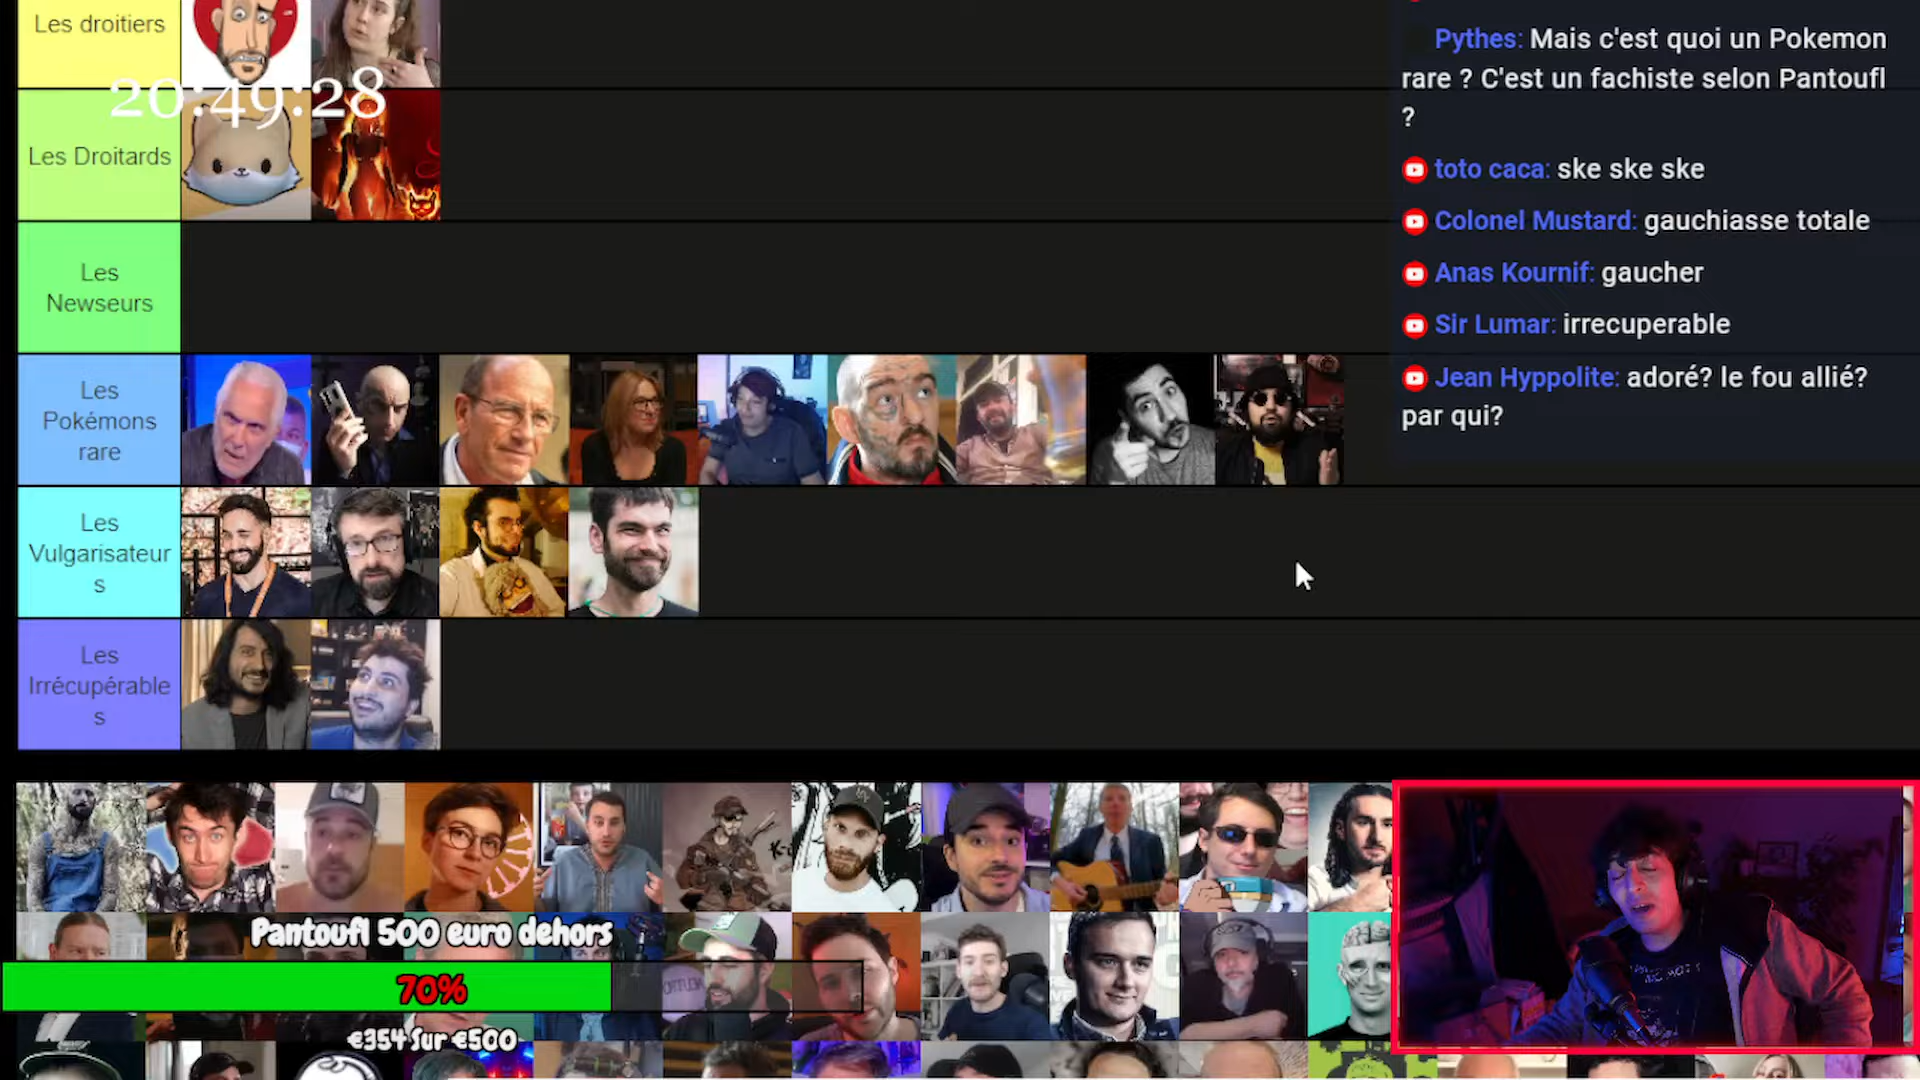 Les droitiers
20:49:28
Les Droitards
Les
Newseurs
Les
Pokémons
rare
Les
Vulgarisateur
s
Les
Irrécupérable
s
Pythes: Mais c'est quoi un Pokemon
rare ? C'est un fachiste selon Pantoufl
?
toto caca: ske ske ske
Colonel Mustard: gauchiasse totale
Anas Kournif: gaucher
Sir Lumar: irrecuperable
Jean Hyppolite: adoré? le fou allié?
par qui?
Pantoufl 500 euro dehors
70%
€354 sur €500